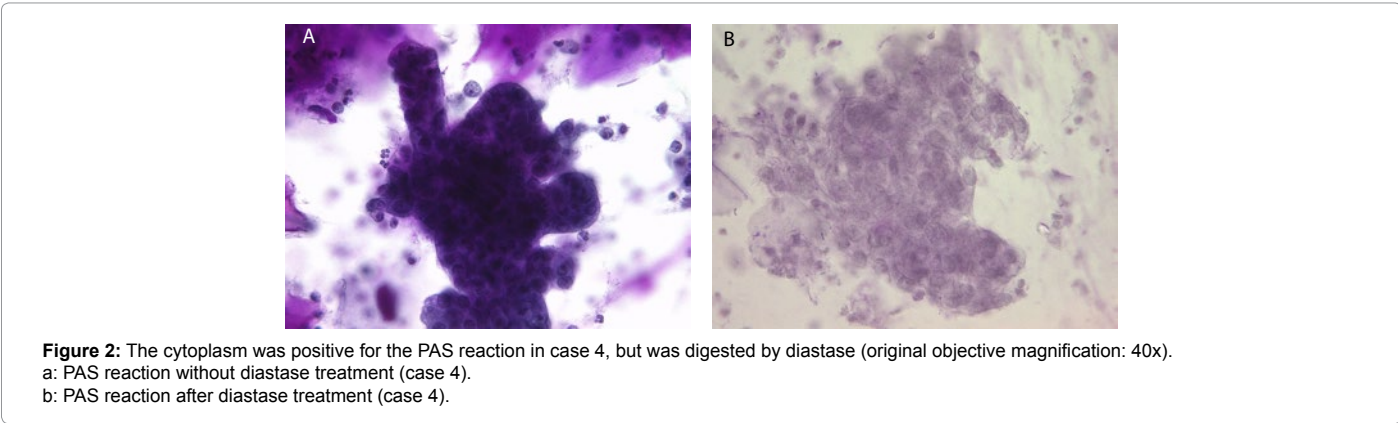 A
B
Figure 2: The cytoplasm was positive for the PAS reaction in case 4, but was digested by diastase (original objective magnification: 40x).
a: PAS reaction without diastase treatment (case 4).
b: PAS reaction after diastase treatment (case 4).